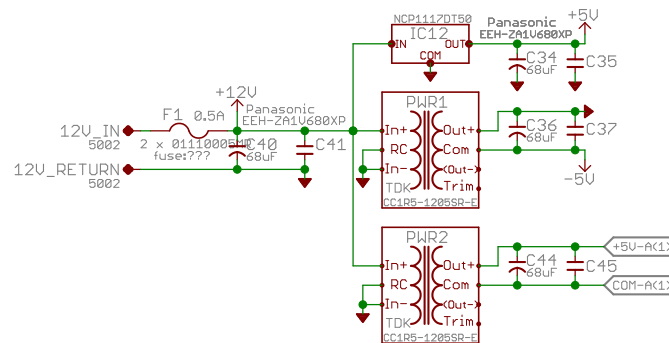 NCP1117DT50
Panasonic
EEH-ZA1V680XP
+5V
IN
IC12
OUT
COM
C34
68uF
C35
+12V
Panasonic
EEH-ZA1V680XP
F1
0.5A
12V_IN
5002
2 x 01110005
fuse:???
C40
68uF
C41
12V_RETURN
5002
PWR1
In+
RC
In-
Out+
Com
(Out-)
Trim
TDK
CC1R5-1205SR-E
C36
68uF
C37
-5V
PWR2
In+
RC
In-
Out+
Com
(Out-)
Trim
TDK
CC1R5-1205SR-E
C44
68uF
C45
+5V-A(1)
COM-A(1)